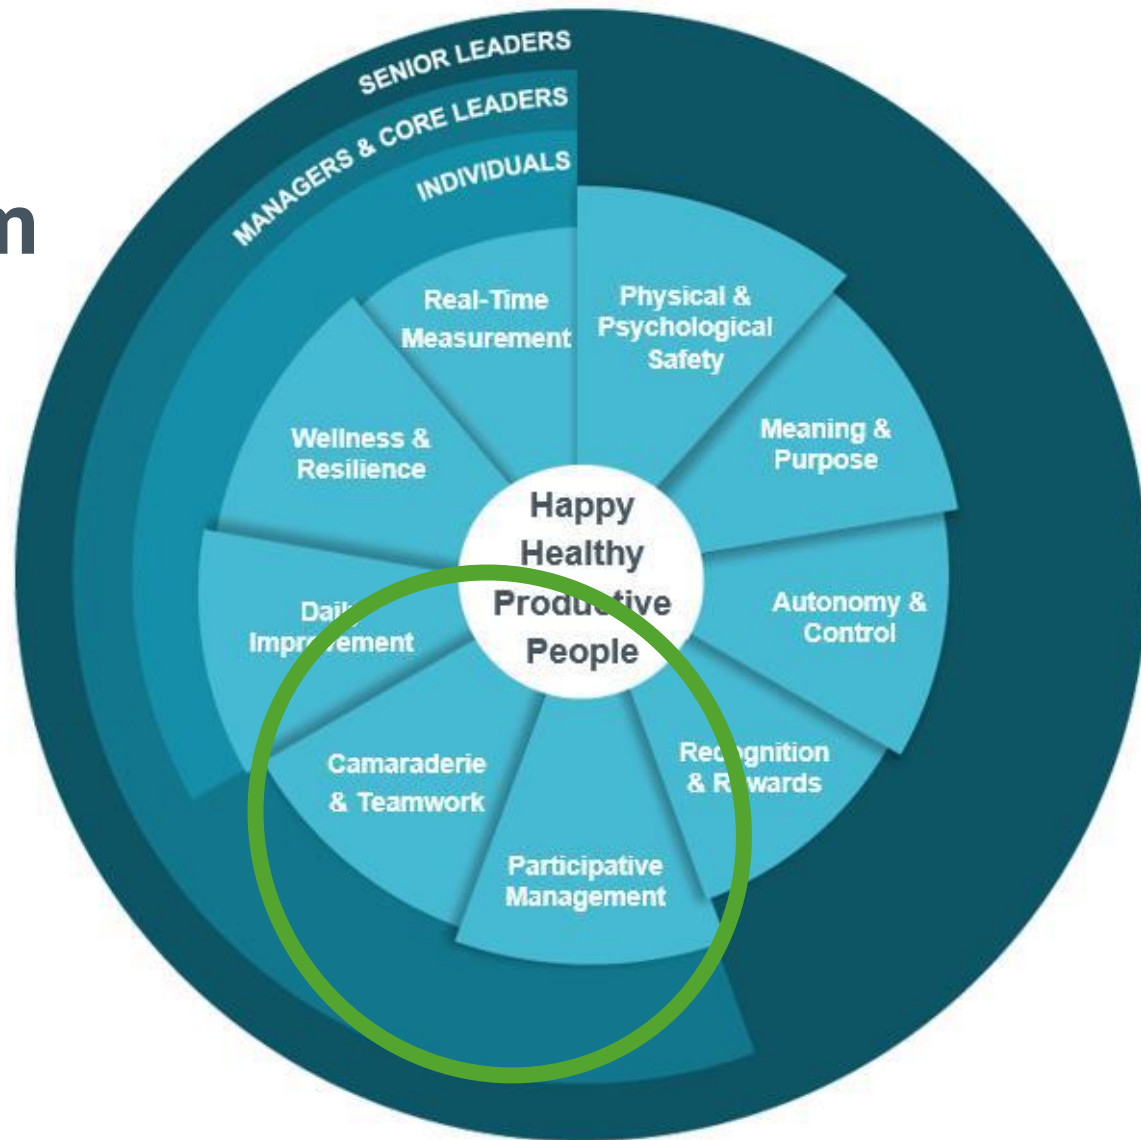 m
SENIOR LEADERS
MANAGERS & CORE LEADERS
INDIVIDUALS
Real-Time
Measurement
Physical &
Psychological
Safety
Meaning &
Purpose
Autonomy &
Control
Recognition
& Rewards
Participative
Management
Camaraderie
& Teamwork
Daily
Improvement
Wellness &
Resilience
Happy
Healthy
Productive
People